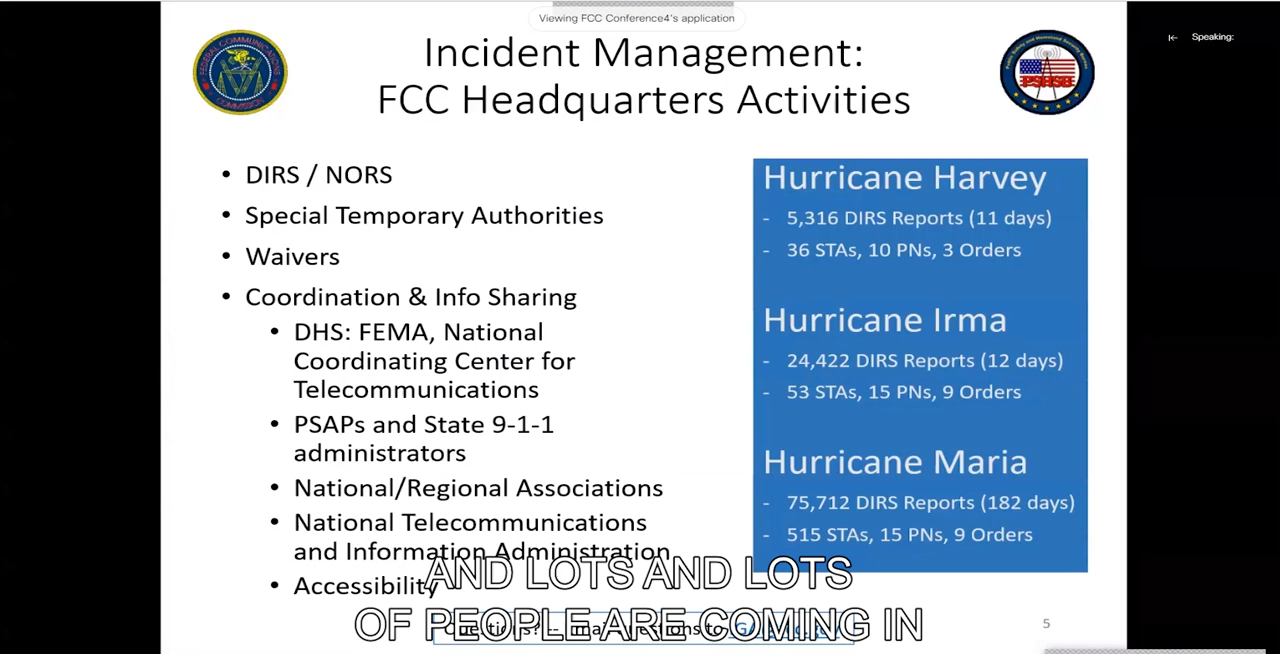 Viewing FCC Conference4's application
Speaking:
Incident Management:
FCC Headquarters Activities
FEDERAL COMMUNICATIONS COMMISSION
PSHSB
• DIRS / NORS
• Special Temporary Authorities
• Waivers
• Coordination & Info Sharing
• DHS: FEMA, National
Coordinating Center for
Telecommunications
• PSAPs and State 9-1-1
administrators
• National/Regional Associations
• National Telecommunications
and Information Administration
• Accessibility
Hurricane Harvey
- 5,316 DIRS Reports (11 days)
- 36 STAs, 10 PNs, 3 Orders
Hurricane Irma
- 24,422 DIRS Reports (12 days)
- 53 STAs, 15 PNs, 9 Orders
Hurricane Maria
- 75,712 DIRS Reports (182 days)
- 515 STAs, 15 PNs, 9 Orders
AND LOTS AND LOTS
OF PEOPLE ARE COMING IN
5